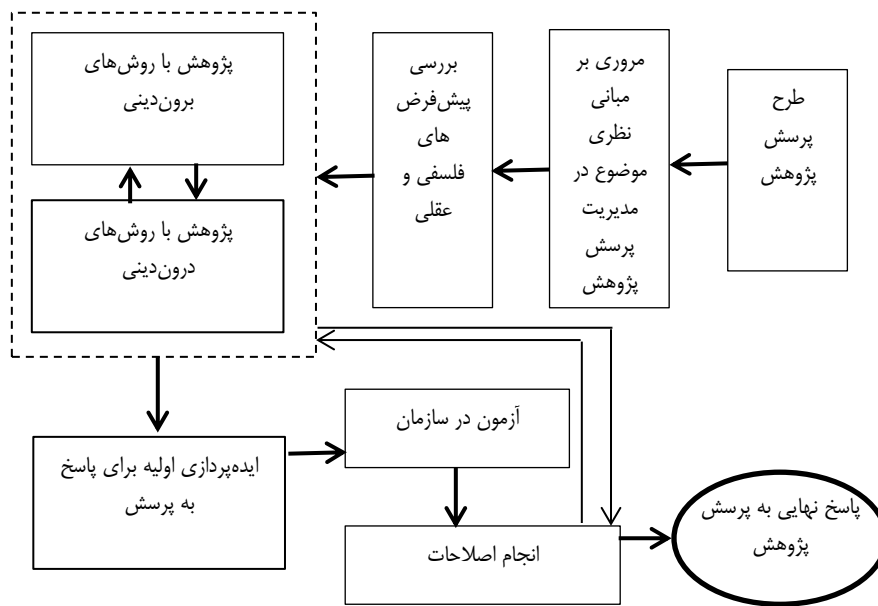 طرح
پرسش
پژوهش
مروری بر
مبانی
نظری
موضوع در
مدیریت
پرسش
پژوهش
بررسی
پیش‌فرض
های
فلسفی و
عقلی
پژوهش با روش‌های
برون‌دینی
پژوهش با روش‌های
درون‌دینی
ایده‌پردازی اولیه برای پاسخ
به پرسش
آزمون در سازمان
انجام اصلاحات
پاسخ نهایی به پرسش
پژوهش